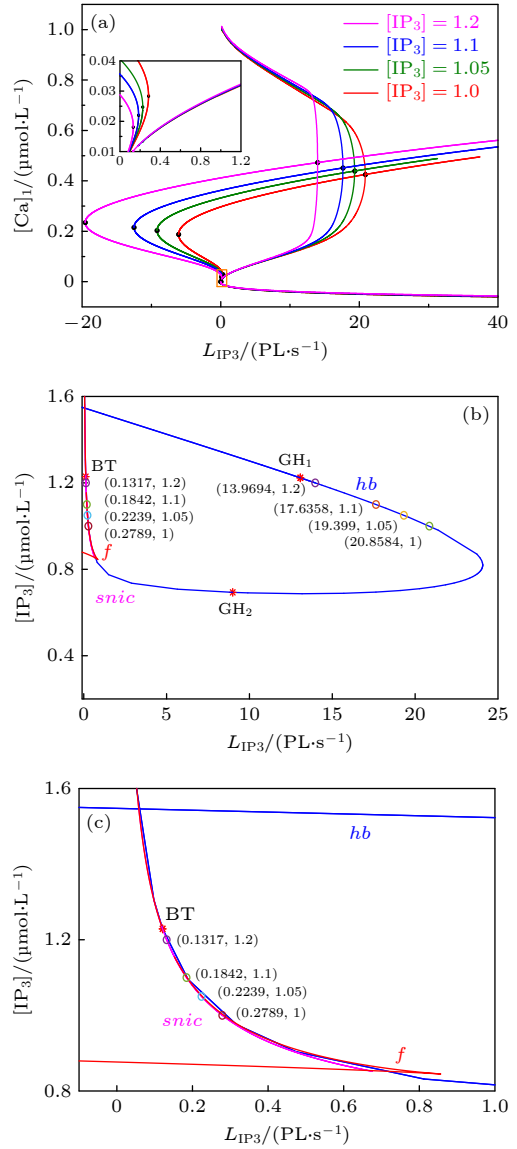 (a)
[IP3] = 1.2
[IP3] = 1.1
[IP3] = 1.05
[IP3] = 1.0
0.04
0.03
0.02
0.01
0 0.4 0.8 1.2
1.0
0.8
0.6
0.4
0.2
0
[Ca]1/(μmol·L−1)
−20 0 20 40
LIP3/(PL·s−1)
(b)
1.6
1.2
0.8
0.4
[IP3]/(μmol·L−1)
BT
(0.1317, 1.2)
(0.1842, 1.1)
(0.2239, 1.05)
(0.2789, 1)
f
snic
GH1
hb
(13.9694, 1.2)
(17.6358, 1.1)
(19.399, 1.05)
(20.8584, 1)
GH2
0 5 10 15 20 25
LIP3/(PL·s−1)
(c)
1.6
1.2
0.8
[IP3]/(μmol·L−1)
hb
BT
(0.1317, 1.2)
(0.1842, 1.1)
(0.2239, 1.05)
snic
(0.2789, 1)
f
0 0.2 0.4 0.6 0.8 1.0
LIP3/(PL·s−1)